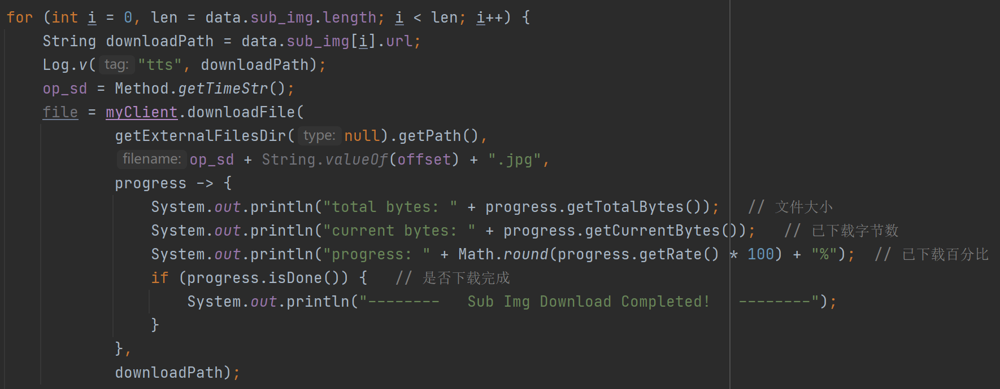 for (int i = 0, len = data.sub_img.length; i < len; i++) {
String downloadPath = data.sub_img[i].url;
Log.v( tag: "tts", downloadPath);
op_sd = Method.getTimeStr();
file = myClient.downloadFile(
getExternalFilesDir( type: null).getPath(),
filename: op_sd + String.valueOf(offset) + ".jpg",
progress -> {
System.out.println("total bytes: " + progress.getTotalBytes());   // 文件大小
System.out.println("current bytes: " + progress.getCurrentBytes());   // 已下载字节数
System.out.println("progress: " + Math.round(progress.getRate() * 100) + "%");  // 已下载百分比
if (progress.isDone()) {   // 是否下载完成
System.out.println("--------   Sub Img Download Completed!   --------");
}
},
downloadPath);